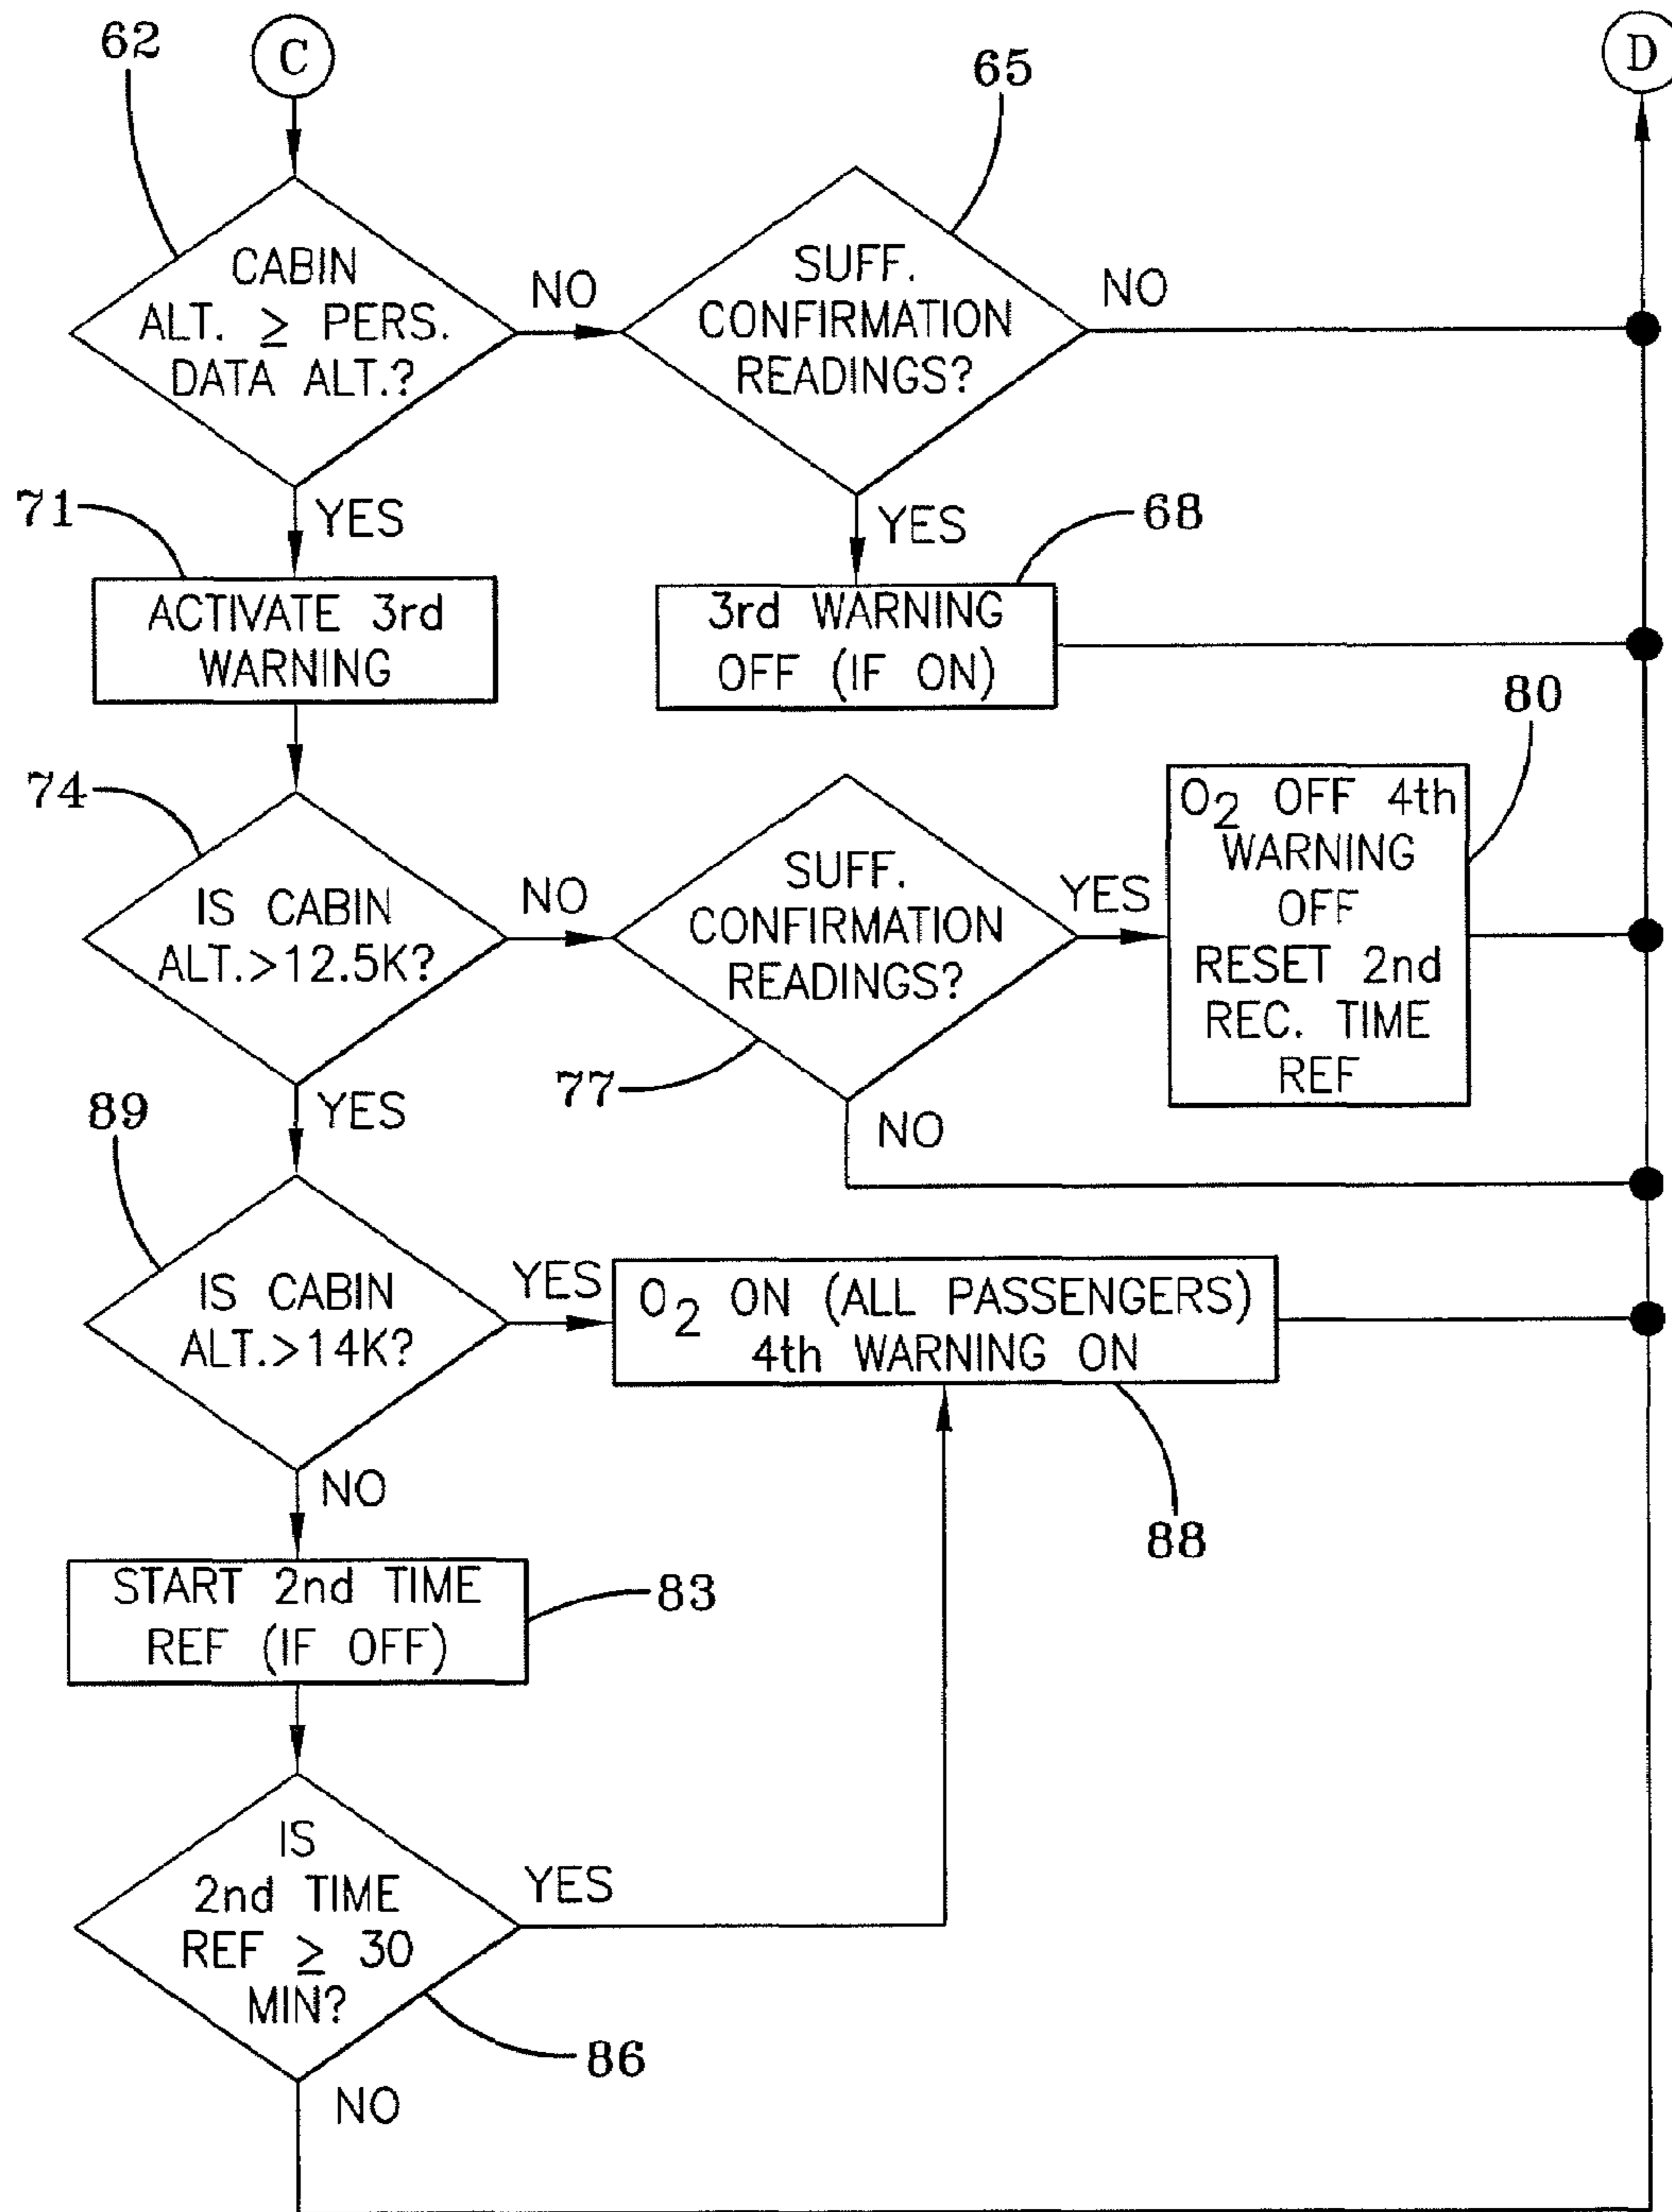 62
C
65
D
CABIN
ALT. ≥ PERS.
DATA ALT.?
NO
SUFF.
CONFIRMATION
READINGS?
NO
71
YES
YES
68
ACTIVATE 3rd
WARNING
3rd WARNING
OFF (IF ON)
80
74
IS CABIN
ALT.>12.5K?
NO
SUFF.
CONFIRMATION
READINGS?
YES
O2 OFF 4th
WARNING
OFF
RESET 2nd
REC. TIME
REF
77
NO
89
YES
IS CABIN
ALT.>14K?
YES
O2 ON (ALL PASSENGERS)
4th WARNING ON
88
NO
START 2nd TIME
REF (IF OFF)
83
IS
2nd TIME
REF ≥ 30
MIN?
YES
86
NO